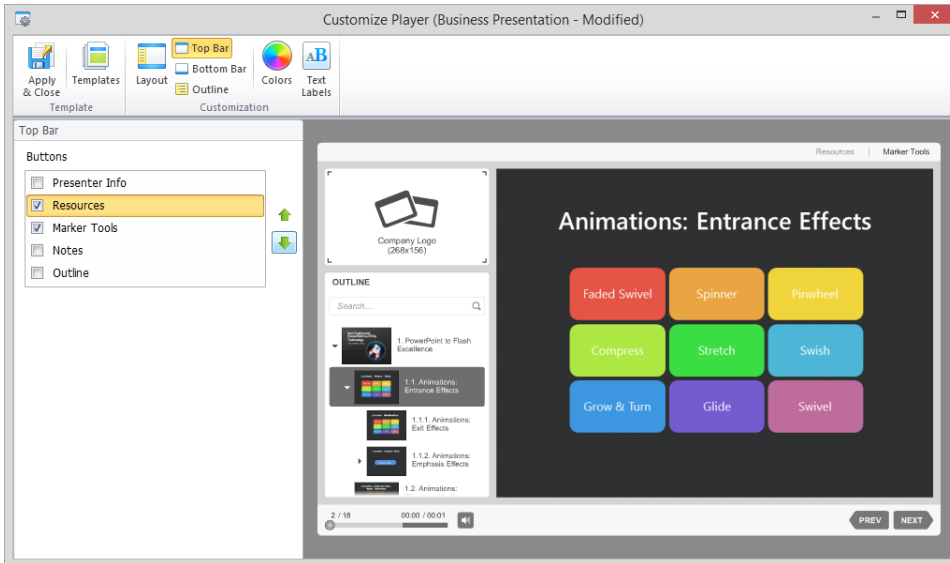 Customize Player (Business Presentation - Modified)
Apply & Close
Templates
Template
Layout
Top Bar
Bottom Bar
Outline
Colors
Text Labels
Customization
Top Bar
Buttons
Presenter Info
Resources
Marker Tools
Notes
Outline
Resources
Marker Tools
Company Logo
(268x156)
OUTLINE
Search...
1. PowerPoint to Flash
Excellence
1.1. Animations:
Entrance Effects
1.1.1. Animations:
Exit Effects
1.1.2. Animations:
Emphasis Effects
1.2. Animations:
Animations: Entrance Effects
Faded Swivel
Spinner
Pinwheel
Compress
Stretch
Swish
Grow & Turn
Glide
Swivel
2 / 18
00:00 / 00:01
PREV
NEXT